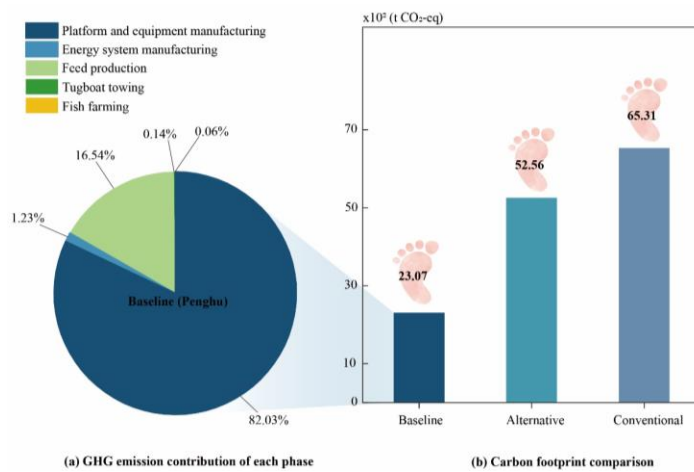 Platform and equipment manufacturing
Energy system manufacturing
Feed production
Tugboat towing
Fish farming
0.14%
0.06%
16.54%
1.23%
Baseline (Penghu)
82.03%
(a) GHG emission contribution of each phase
x10² (t CO₂-eq)
70
50
30
10
0
23.07
52.56
65.31
Baseline
Alternative
Conventional
(b) Carbon footprint comparison